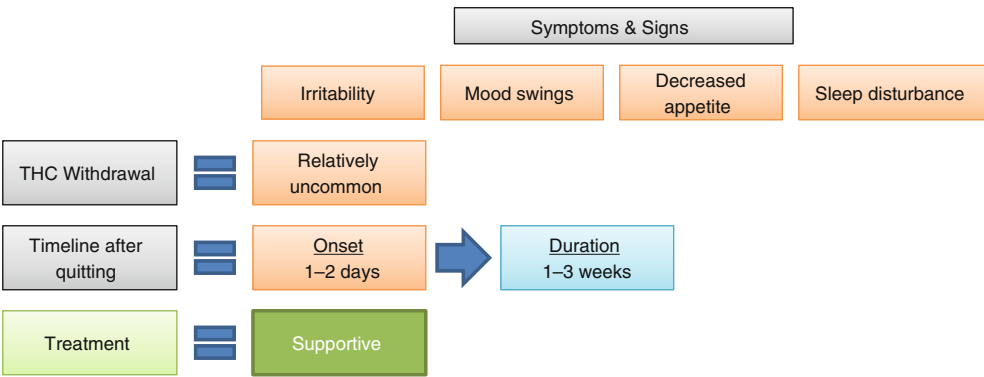 Symptoms & Signs
Irritability
Mood swings
Decreased
appetite
Sleep disturbance
THC Withdrawal
Relatively
uncommon
Timeline after
quitting
Onset
1–2 days
Duration
1–3 weeks
Treatment
Supportive